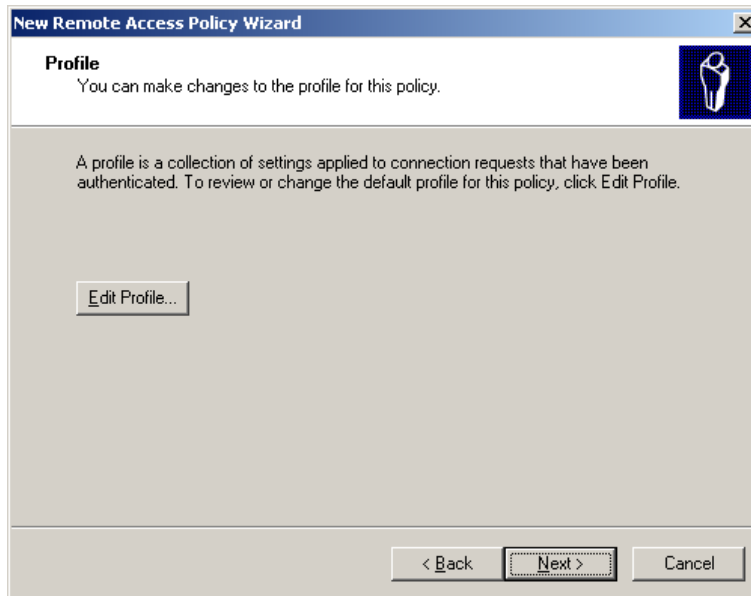 New Remote Access Policy Wizard
Profile
You can make changes to the profile for this policy.
A profile is a collection of settings applied to connection requests that have been
authenticated. To review or change the default profile for this policy, click Edit Profile.
Edit Profile...
< Back Next > Cancel